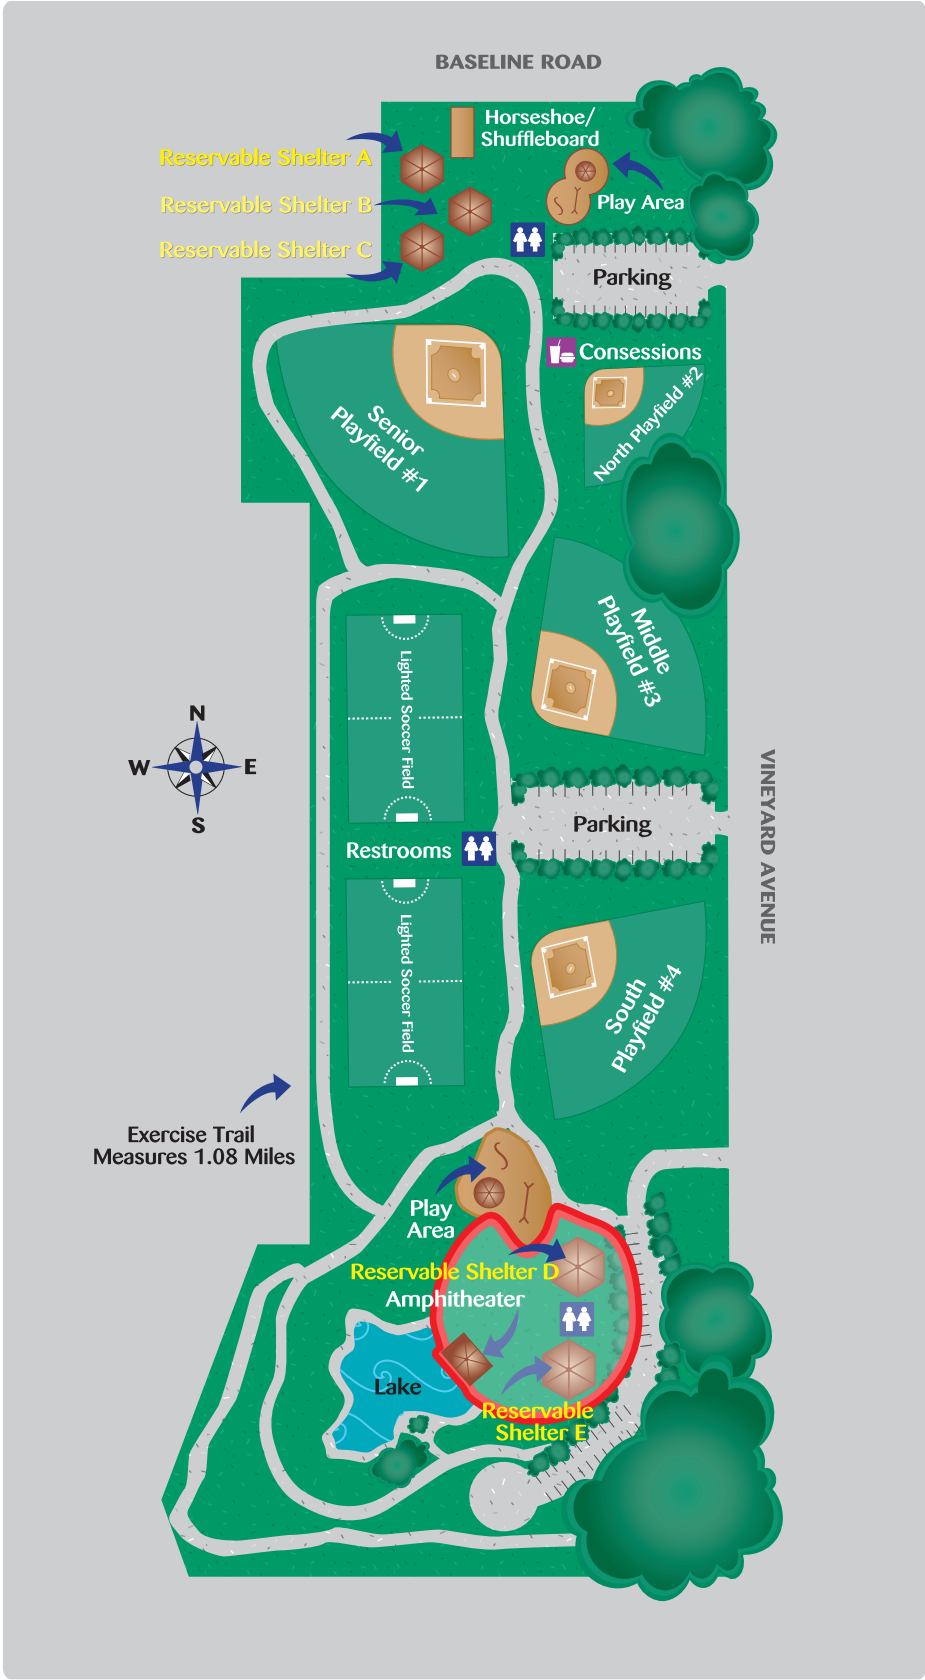 BASELINE ROAD
Horseshoe/
Shuffleboard
Reservable Shelter A
Play Area
Reservable Shelter B
Reservable Shelter C
Parking
Consessions
North Playfield #2
Senior
Playfield #1
Middle
Playfield #3
Lighted Soccer Field
N
W E
S
VINEYARD AVENUE
Parking
Restrooms
Lighted Soccer Field
South
Playfield #4
Exercise Trail
Measures 1.08 Miles
Play
Area
Reservable Shelter D
Amphitheater
Lake
Reservable
Shelter E